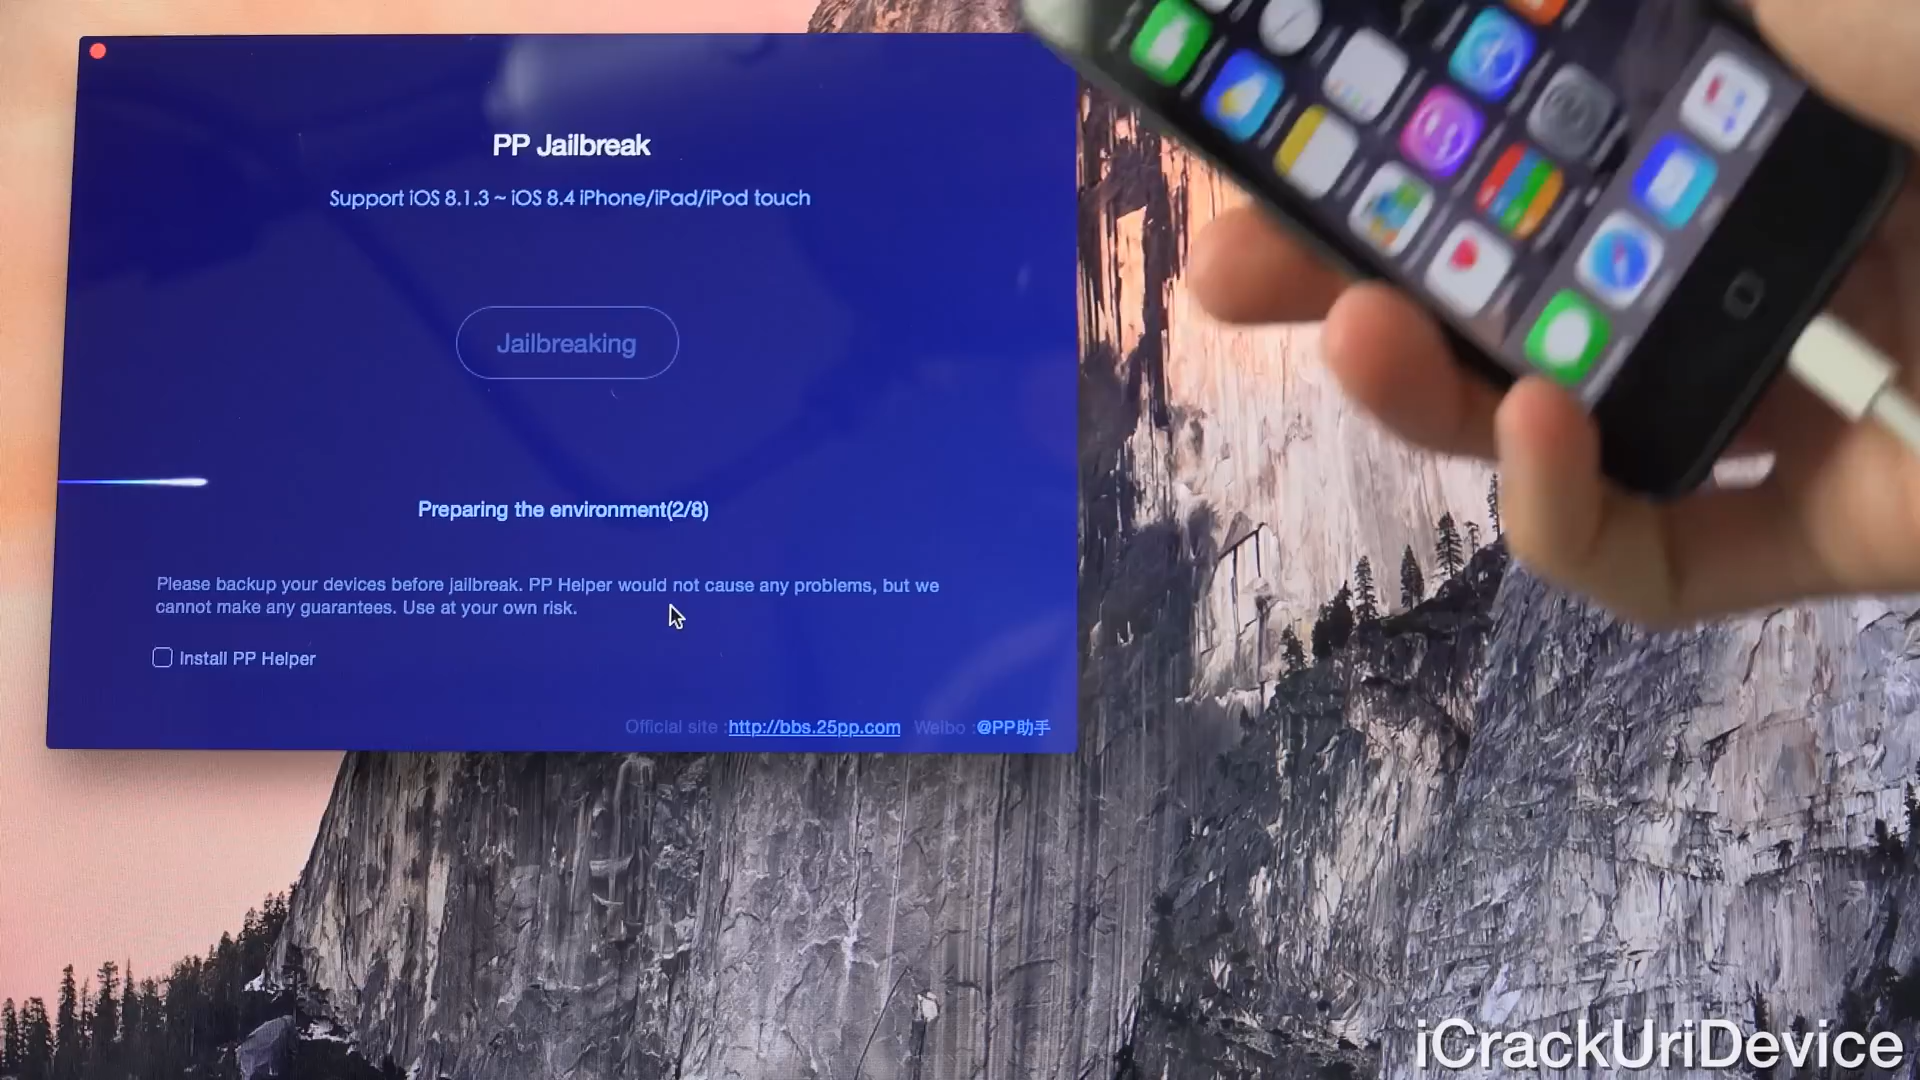 PP Jailbreak
Support iOS 8.1.3 ~ iOS 8.4 iPhone/iPad/iPod touch
Jailbreaking
Preparing the environment(2/8)
Please backup your devices before jailbreak. PP Helper would not cause any problems, but we
cannot make any guarantees. Use at your own risk.
Install PP Helper
Official site :http://bbs.25pp.com Weibo :@PP助手
iCrackUriDevice